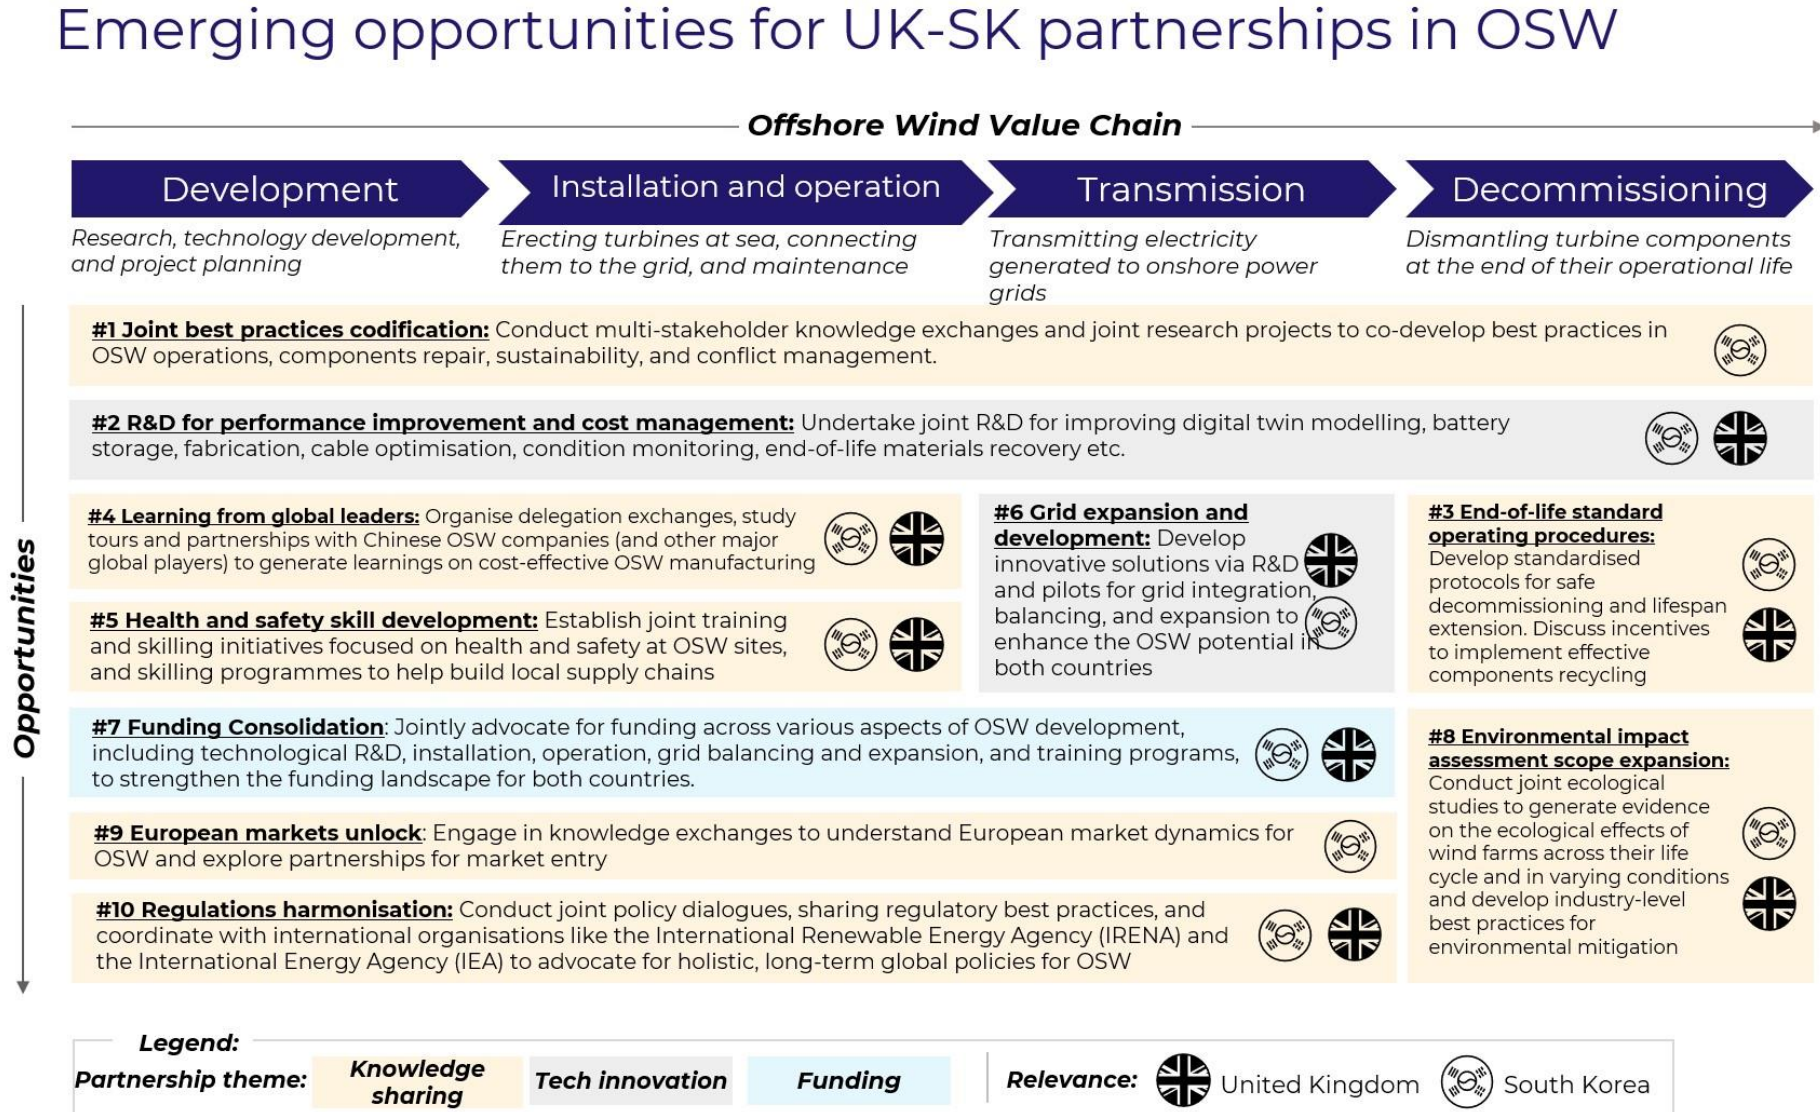 Emerging opportunities for UK-SK partnerships in OSW
Offshore Wind Value Chain
Development
Installation and operation
Transmission
Decommissioning
Research, technology development,
and project planning
Erecting turbines at sea, connecting
them to the grid, and maintenance
Transmitting electricity
generated to onshore power
grids
Dismantling turbine components
at the end of their operational life
Opportunities
#1 Joint best practices codification: Conduct multi-stakeholder knowledge exchanges and joint research projects to co-develop best practices in
OSW operations, components repair, sustainability, and conflict management.
#2 R&D for performance improvement and cost management: Undertake joint R&D for improving digital twin modelling, battery
storage, fabrication, cable optimisation, condition monitoring, end-of-life materials recovery etc.
#4 Learning from global leaders: Organise delegation exchanges, study
tours and partnerships with Chinese OSW companies (and other major
global players) to generate learnings on cost-effective OSW manufacturing
#5 Health and safety skill development: Establish joint training
and skilling initiatives focused on health and safety at OSW sites,
and skilling programmes to help build local supply chains
#6 Grid expansion and
development: Develop
innovative solutions via R&D
and pilots for grid integration,
balancing, and expansion to
enhance the OSW potential in
both countries
#3 End-of-life standard
operating procedures:
Develop standardised
protocols for safe
decommissioning and lifespan
extension. Discuss incentives
to implement effective
components recycling
#7 Funding Consolidation: Jointly advocate for funding across various aspects of OSW development,
including technological R&D, installation, operation, grid balancing and expansion, and training programs,
to strengthen the funding landscape for both countries.
#8 Environmental impact
assessment scope expansion:
Conduct joint ecological
studies to generate evidence
on the ecological effects of
wind farms across their life
cycle and in varying conditions
and develop industry-level
best practices for
environmental mitigation
#9 European markets unlock: Engage in knowledge exchanges to understand European market dynamics for
OSW and explore partnerships for market entry
#10 Regulations harmonisation: Conduct joint policy dialogues, sharing regulatory best practices, and
coordinate with international organisations like the International Renewable Energy Agency (IRENA) and
the International Energy Agency (IEA) to advocate for holistic, long-term global policies for OSW
Legend:
Partnership theme:
Knowledge
sharing
Tech innovation
Funding
Relevance:
United Kingdom
South Korea